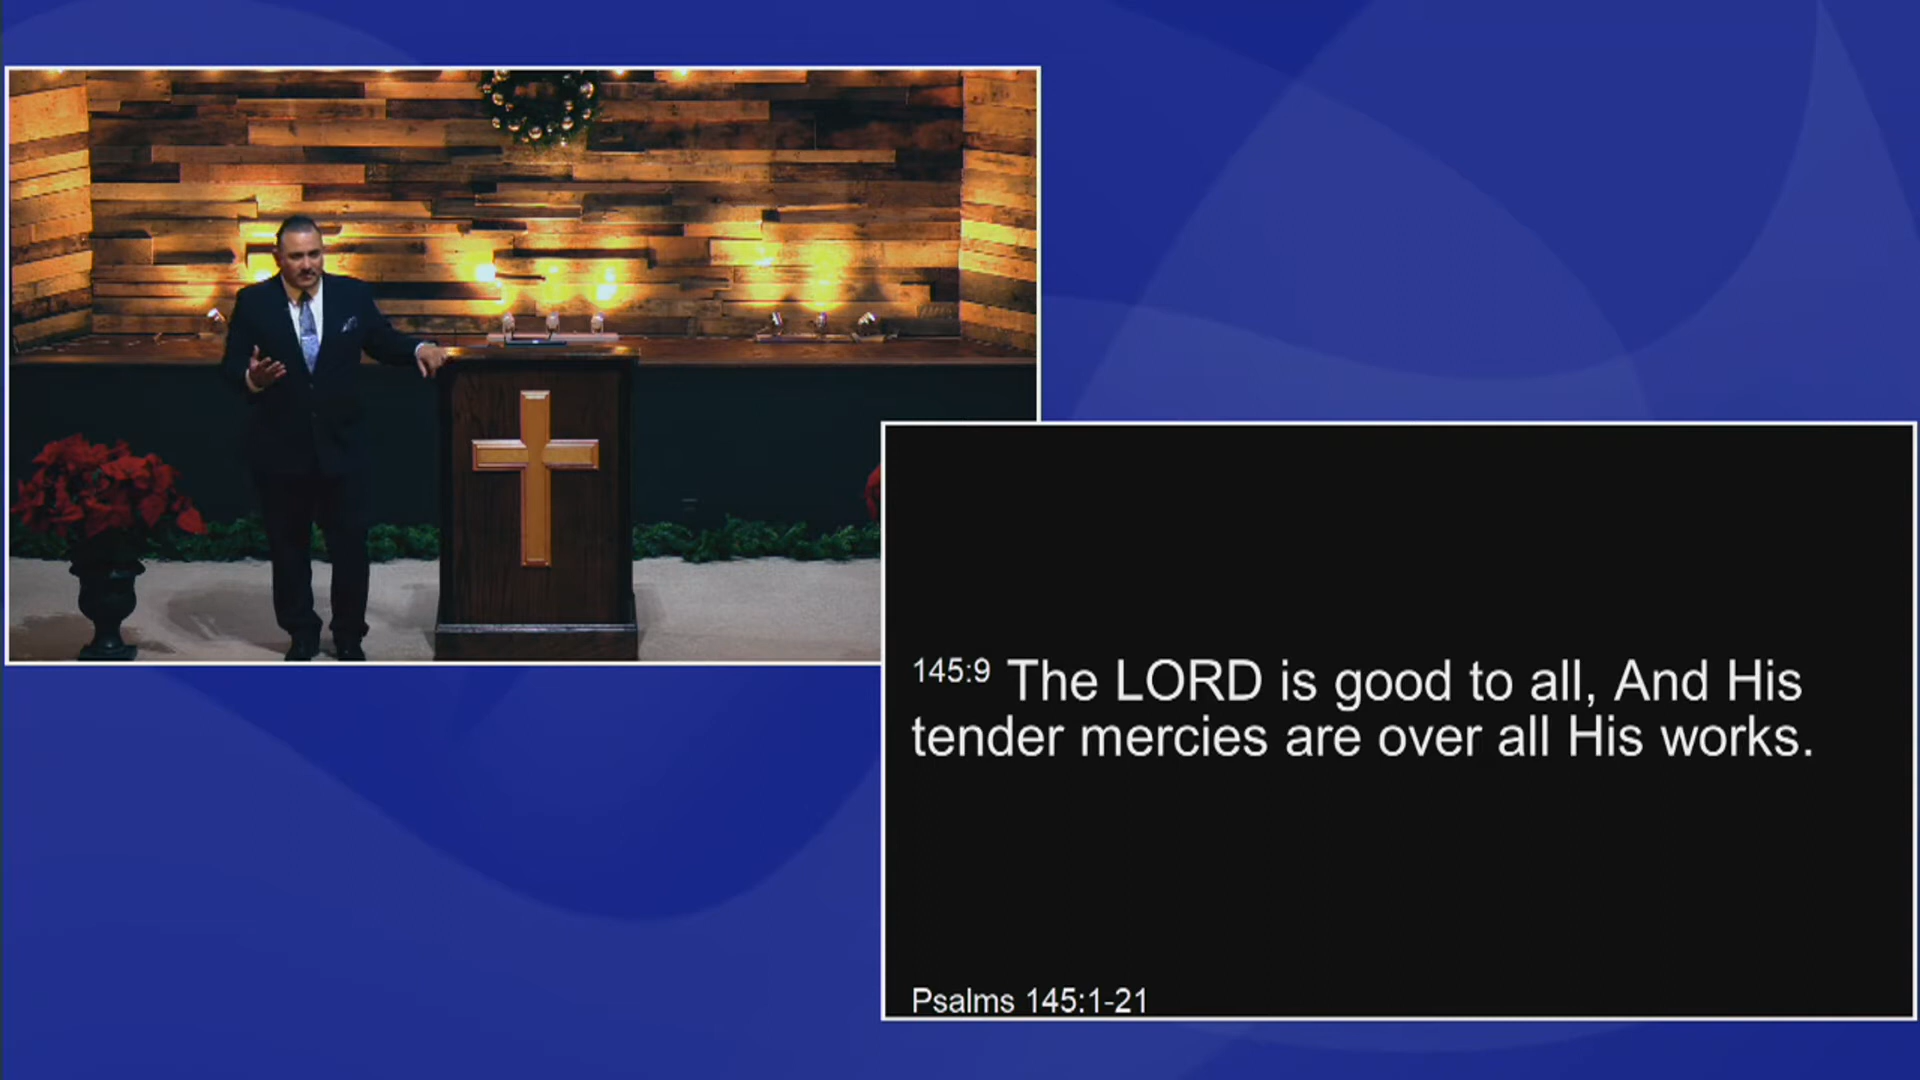 145:9 The LORD is good to all, And His
tender mercies are over all His works.
Psalms 145:1-21